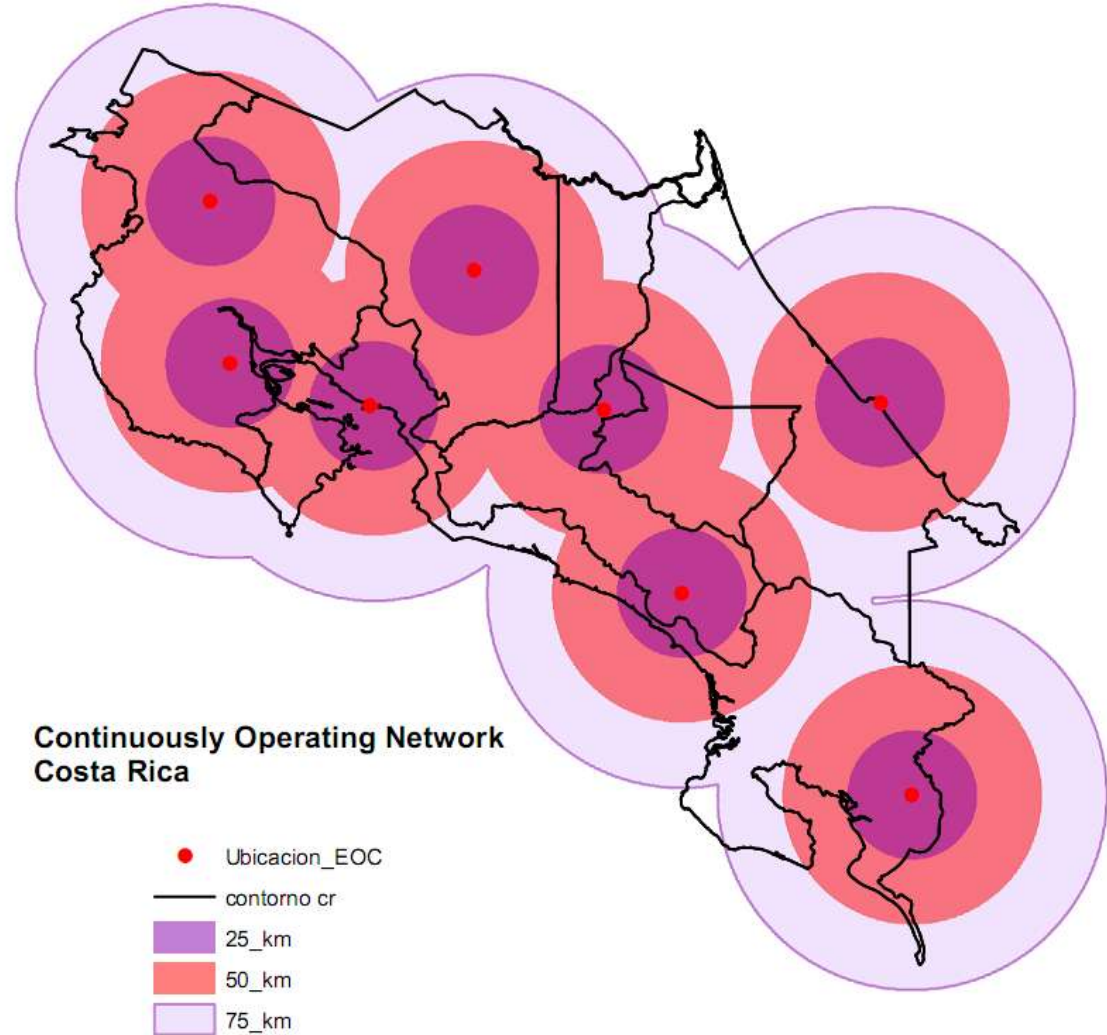 Continuously Operating Network
Costa Rica
Ubicacion_EOC
contorno cr
25_km
50_km
75_km